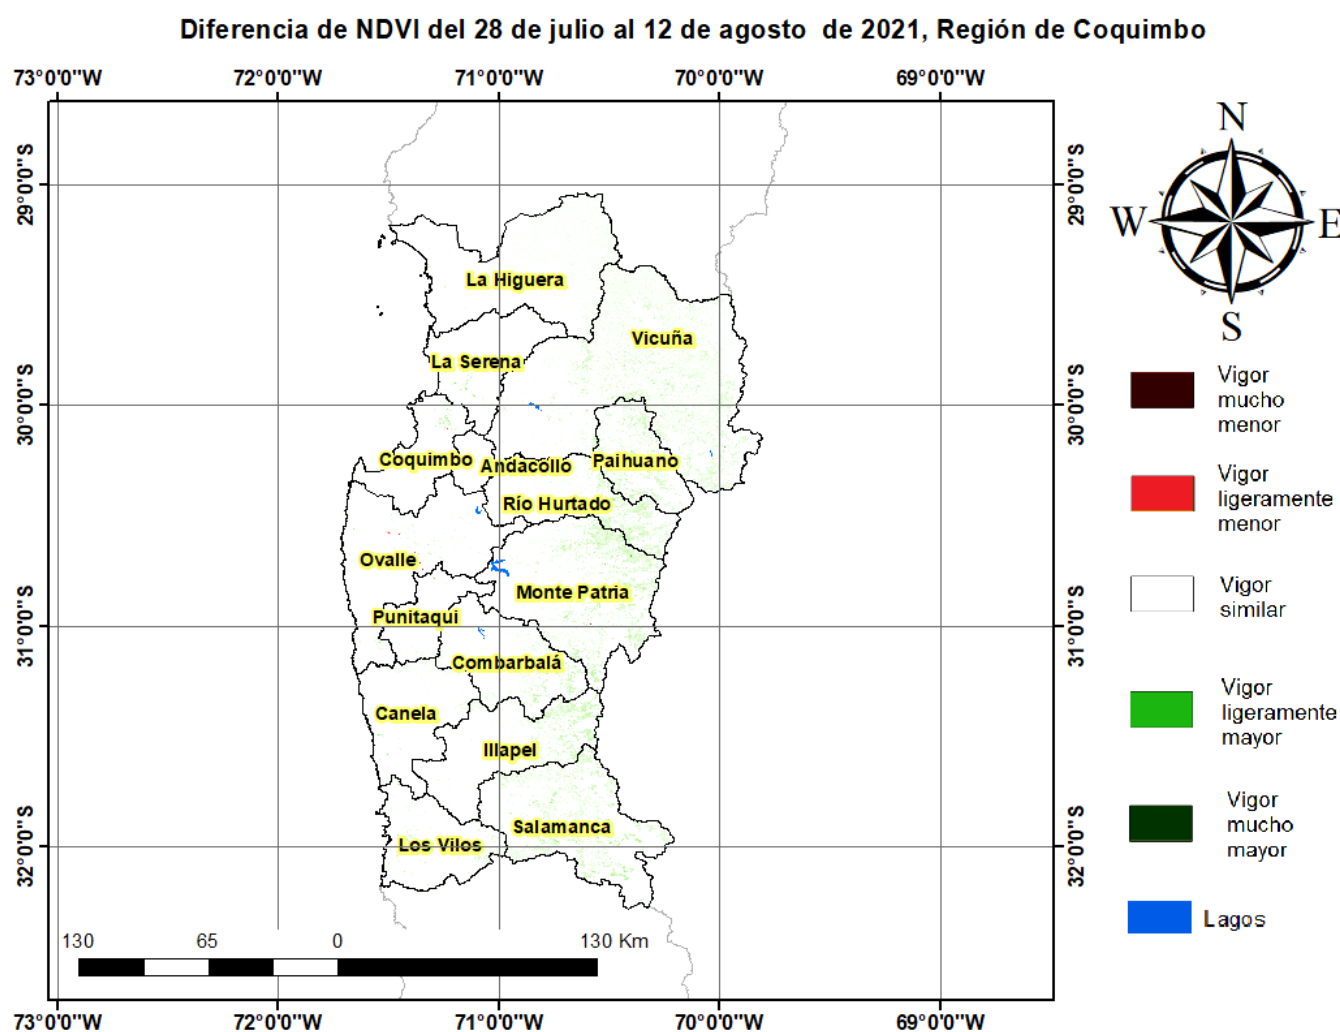 Diferencia de NDVI del 28 de julio al 12 de agosto  de 2021, Región de Coquimbo
73°0'0"W 72°0'0"W 71°0'0"W 70°0'0"W 69°0'0"W
29°0'0"S 29°0'0"S
30°0'0"S 30°0'0"S
31°0'0"S 31°0'0"S
32°0'0"S 32°0'0"S
La Higuera
Vicuña
La Serena
Coquimbo
Andacollo
Paihuano
Río Hurtado
Ovalle
Monte Patria
Punitaqui
Combarbalá
Canela
Illapel
Salamanca
Los Vilos
130 65 0 130 Km
73°0'0"W 72°0'0"W 71°0'0"W 70°0'0"W 69°0'0"W
N
W E
S
Vigor
mucho
menor
Vigor
ligeramente
menor
Vigor
similar
Vigor
ligeramente
mayor
Vigor
mucho
mayor
Lagos